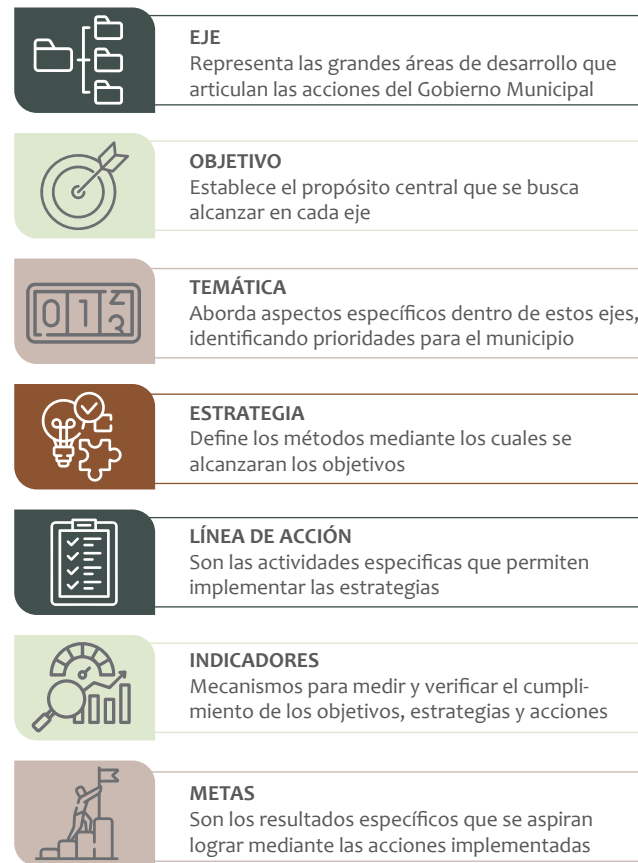 EJE
Representa las grandes áreas de desarrollo que
articulan las acciones del Gobierno Municipal
OBJETIVO
Establece el propósito central que se busca
alcanzar en cada eje
0 1 2 3
TEMÁTICA
Aborda aspectos específicos dentro de estos ejes,
identificando prioridades para el municipio
ESTRATEGIA
Define los métodos mediante los cuales se
alcanzaran los objetivos
LÍNEA DE ACCIÓN
Son las actividades especificas que permiten
implementar las estrategias
INDICADORES
Mecanismos para medir y verificar el cumpli-
miento de los objetivos, estrategias y acciones
METAS
Son los resultados específicos que se aspiran
lograr mediante las acciones implementadas